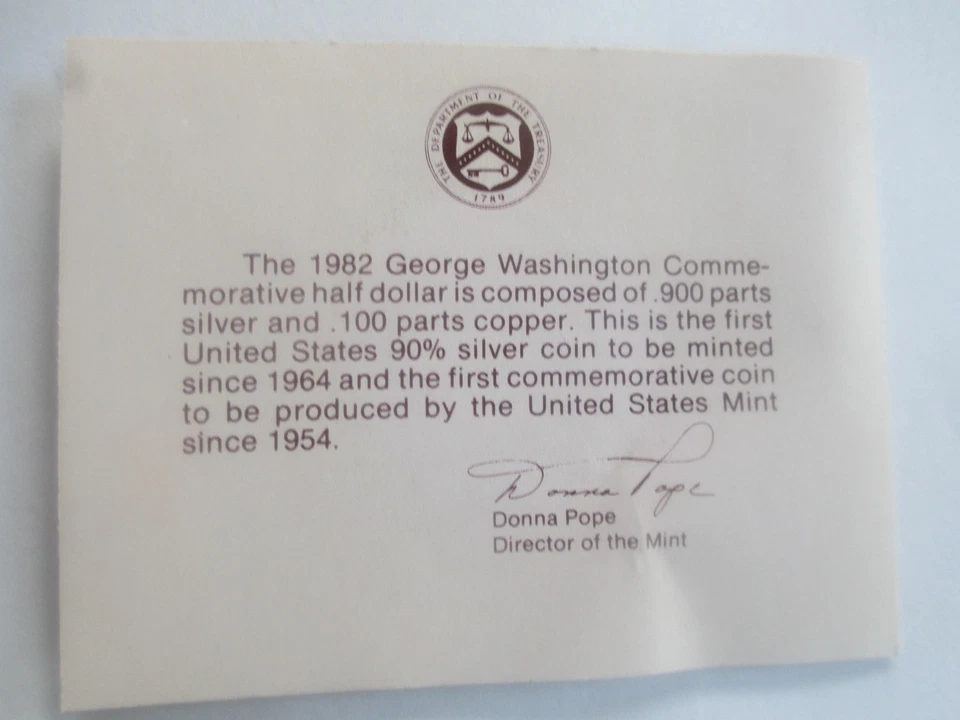 THE DEPARTMENT OF THE TREASURY
1789
The 1982 George Washington Comme-
morative half dollar is composed of .900 parts
silver and .100 parts copper. This is the first
United States 90% silver coin to be minted
since 1964 and the first commemorative coin
to be produced by the United States Mint
since 1954.
Donna Pope
Donna Pope
Director of the Mint